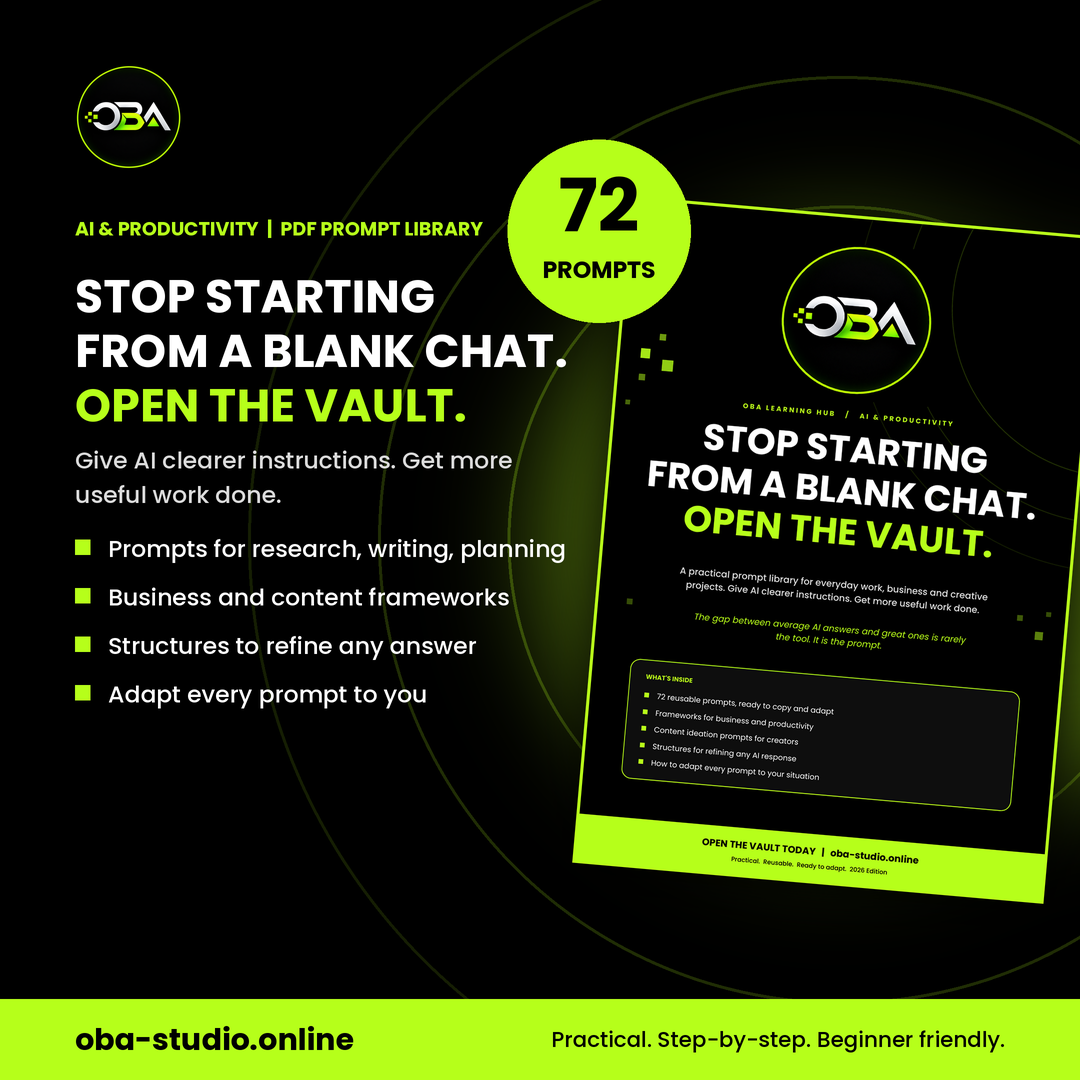 OBA
AI & PRODUCTIVITY | PDF PROMPT LIBRARY
STOP STARTING
FROM A BLANK CHAT.
OPEN THE VAULT.
Give AI clearer instructions. Get more
useful work done.
Prompts for research, writing, planning
Business and content frameworks
Structures to refine any answer
Adapt every prompt to you
72
PROMPTS
OBA
OBA LEARNING HUB / AI & PRODUCTIVITY
STOP STARTING
FROM A BLANK CHAT.
OPEN THE VAULT.
A practical prompt library for everyday work, business and creative
projects. Give AI clearer instructions. Get more useful work done.
The gap between average AI answers and great ones is rarely
the tool. It is the prompt.
WHAT'S INSIDE
72 reusable prompts, ready to copy and adapt
Frameworks for business and productivity
Content ideation prompts for creators
Structures for refining any AI response
How to adapt every prompt to your situation
OPEN THE VAULT TODAY | oba-studio.online
Practical. Reusable. Ready to adapt. 2026 Edition
oba-studio.online
Practical. Step-by-step. Beginner friendly.